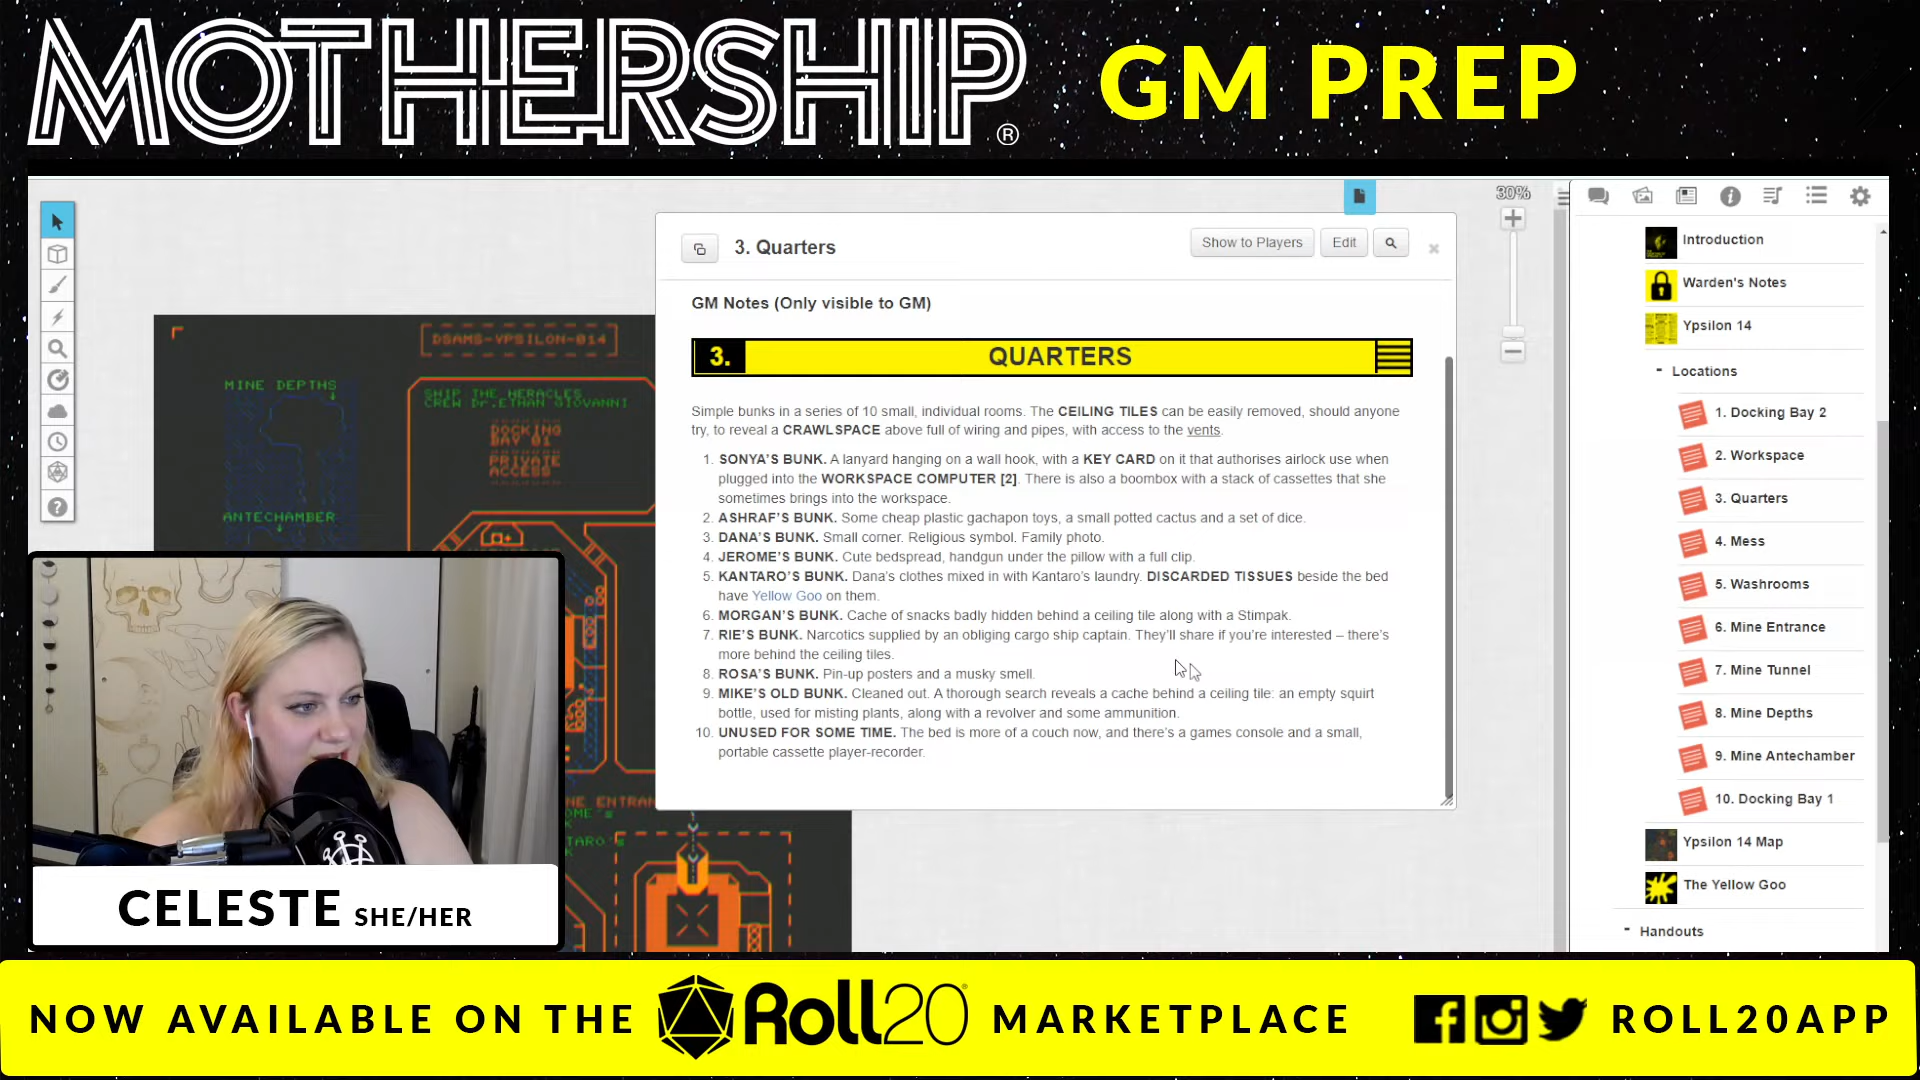 MOTHERSHIP®
GM PREP
30%
3. Quarters
Show to Players
Edit
GM Notes (Only visible to GM)
3.
QUARTERS
Simple bunks in a series of 10 small, individual rooms. The CEILING TILES can be easily removed, should anyone
try, to reveal a CRAWLSPACE above full of wiring and pipes, with access to the vents.
1. SONYA'S BUNK. A lanyard hanging on a wall hook, with a KEY CARD on it that authorises airlock use when
plugged into the WORKSPACE COMPUTER [2]. There is also a boombox with a stack of cassettes that she
sometimes brings into the workspace.
2. ASHRAF'S BUNK. Some cheap plastic gachapon toys, a small potted cactus and a set of dice.
3. DANA'S BUNK. Small corner. Religious symbol. Family photo.
4. JEROME'S BUNK. Cute bedspread, handgun under the pillow with a full clip.
5. KANTARO'S BUNK. Dana's clothes mixed in with Kantaro's laundry. DISCARDED TISSUES beside the bed
have Yellow Goo on them.
6. MORGAN'S BUNK. Cache of snacks badly hidden behind a ceiling tile along with a Stimpak.
7. RIE'S BUNK. Narcotics supplied by an obliging cargo ship captain. They'll share if you're interested – there's
more behind the ceiling tiles.
8. ROSA'S BUNK. Pin-up posters and a musky smell.
9. MIKE'S OLD BUNK. Cleaned out. A thorough search reveals a cache behind a ceiling tile: an empty squirt
bottle, used for misting plants, along with a revolver and some ammunition.
10. UNUSED FOR SOME TIME. The bed is more of a couch now, and there's a games console and a small,
portable cassette player-recorder.
DSAMS-YPSILON-014
MINE DEPTHS
SHIP THE HERACLES
CREW Dr.ETHAN GIOVANNI
DOCKING
BAY 01
PRIVATE
ACCESS
ANTECHAMBER
Introduction
Warden's Notes
Ypsilon 14
Locations
1. Docking Bay 2
2. Workspace
3. Quarters
4. Mess
5. Washrooms
6. Mine Entrance
7. Mine Tunnel
8. Mine Depths
9. Mine Antechamber
10. Docking Bay 1
Ypsilon 14 Map
The Yellow Goo
Handouts
CELESTE SHE/HER
NOW AVAILABLE ON THE Roll20® MARKETPLACE
ROLL20APP